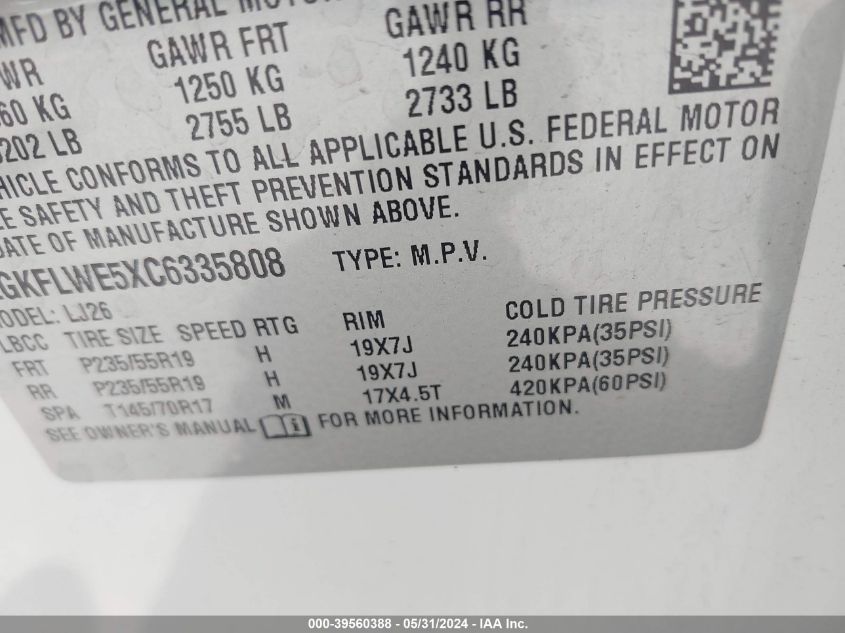 MFD BY GENERAL MOTOR
WR GAWR FRT GAWR RR
60 KG 1250 KG 1240 KG
202 LB 2755 LB 2733 LB
HICLE CONFORMS TO ALL APPLICABLE U.S. FEDERAL MOTOR
E SAFETY AND THEFT PREVENTION STANDARDS IN EFFECT ON
DATE OF MANUFACTURE SHOWN ABOVE.
GKFLWE5XC6335808 TYPE: M.P.V.
ODEL: LJ26
LBCC TIRE SIZE SPEED RTG RIM COLD TIRE PRESSURE
FRT P235/55R19 H 19X7J 240KPA(35PSI)
RR P235/55R19 H 19X7J 240KPA(35PSI)
SPA T145/70R17 M 17X4.5T 420KPA(60PSI)
SEE OWNER'S MANUAL FOR MORE INFORMATION.
000-39560388 - 05/31/2024 - IAA Inc.